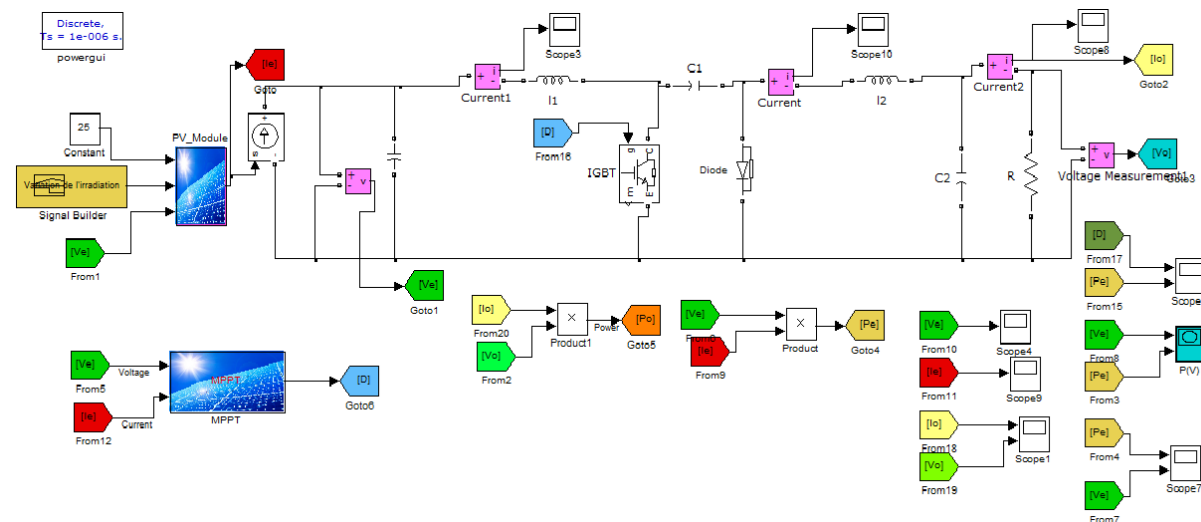 Discrete,
Ts = 1e-006 s.
powergui
[Ie]
Goto
Scope3
Scope10
Scope8
[Io]
Goto2
i
+
-
Current1
l1
C1
i
+
-
Current
l2
i
+
-
Current2
25
Constant
PV_Module
+
s
-
[D]
From16
g
C
IGBT
m
E
Diode
C2
R
+
-
v
Voltage Measurement1
[Vo]
Goto3
Variation de l'irradiation
Signal Builder
+
-
v
[Ve]
From1
[Ve]
Goto1
[D]
From17
[Pe]
From15
Scope
[Io]
From20
[Vo]
From2
×
Product1
Power
[Po]
Goto5
[Ve]
[Ie]
From9
×
Product
[Pe]
Goto4
[Ve]
From10
Scope4
[Ie]
From11
Scope9
[Ve]
From8
[Pe]
From3
P(V)
[Ve]
From5
Voltage
[Ie]
From12
Current
MPPT
MPPT
[D]
Goto6
[Io]
From18
[Vo]
From19
Scope1
[Pe]
From4
[Ve]
From7
Scope7